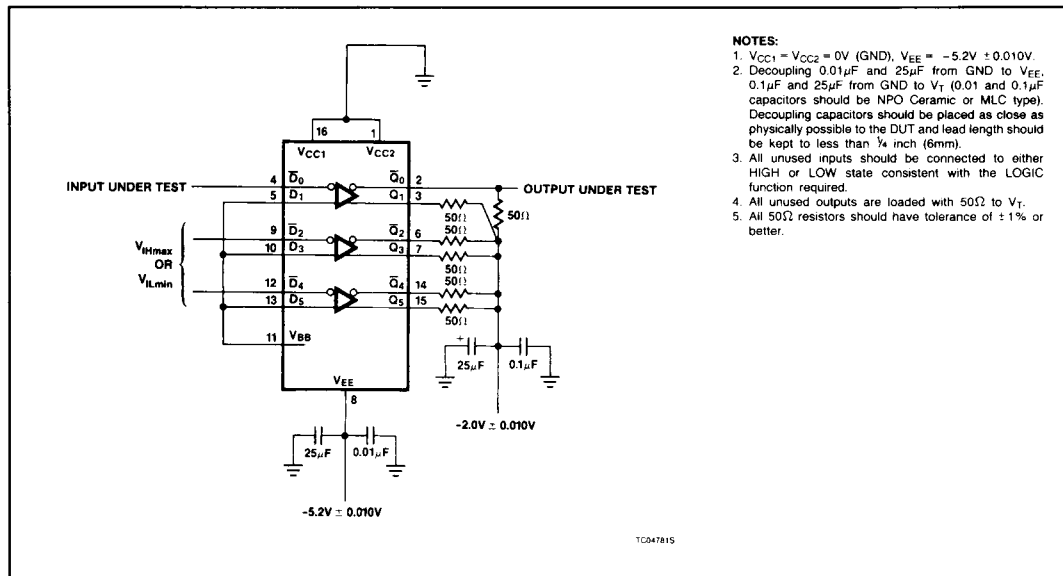 16 1
V_CC1 V_CC2
INPUT UNDER TEST 4 D̅0 Q̅0 2 OUTPUT UNDER TEST
5 D1 Q1 3
50Ω 50Ω
50Ω
9 D̅2 Q̅2 6
10 D3 Q3 7
50Ω
50Ω
V_IHmax
OR
V_ILmin
12 D̅4 Q̅4 14
13 D5 Q5 15
50Ω
11 V_BB
+
25μF 0.1μF
V_EE
8
-2.0V ± 0.010V
25μF 0.01μF
-5.2V ± 0.010V
TC04781S
NOTES:
1. V_CC1 = V_CC2 = 0V (GND), V_EE = -5.2V ±0.010V.
2. Decoupling 0.01μF and 25μF from GND to V_EE,
0.1μF and 25μF from GND to V_T (0.01 and 0.1μF
capacitors should be NPO Ceramic or MLC type).
Decoupling capacitors should be placed as close as
physically possible to the DUT and lead length should
be kept to less than ¼ inch (6mm).
3. All unused inputs should be connected to either
HIGH or LOW state consistent with the LOGIC
function required.
4. All unused outputs are loaded with 50Ω to V_T.
5. All 50Ω resistors should have tolerance of ±1% or
better.